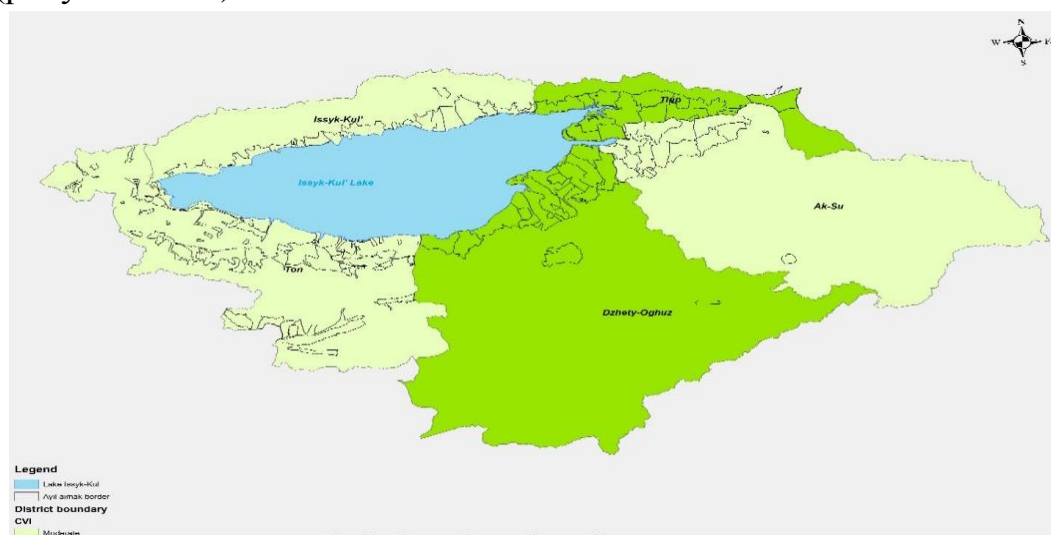 N
W E
S
Tiup
Issyk-Kul'
Issyk-Kul' Lake
Ak-Su
Ton
Dzhety-Oghuz
Legend
Lake Issyk-Kul
Ayil aimak border
District boundary
CVI
Moderate